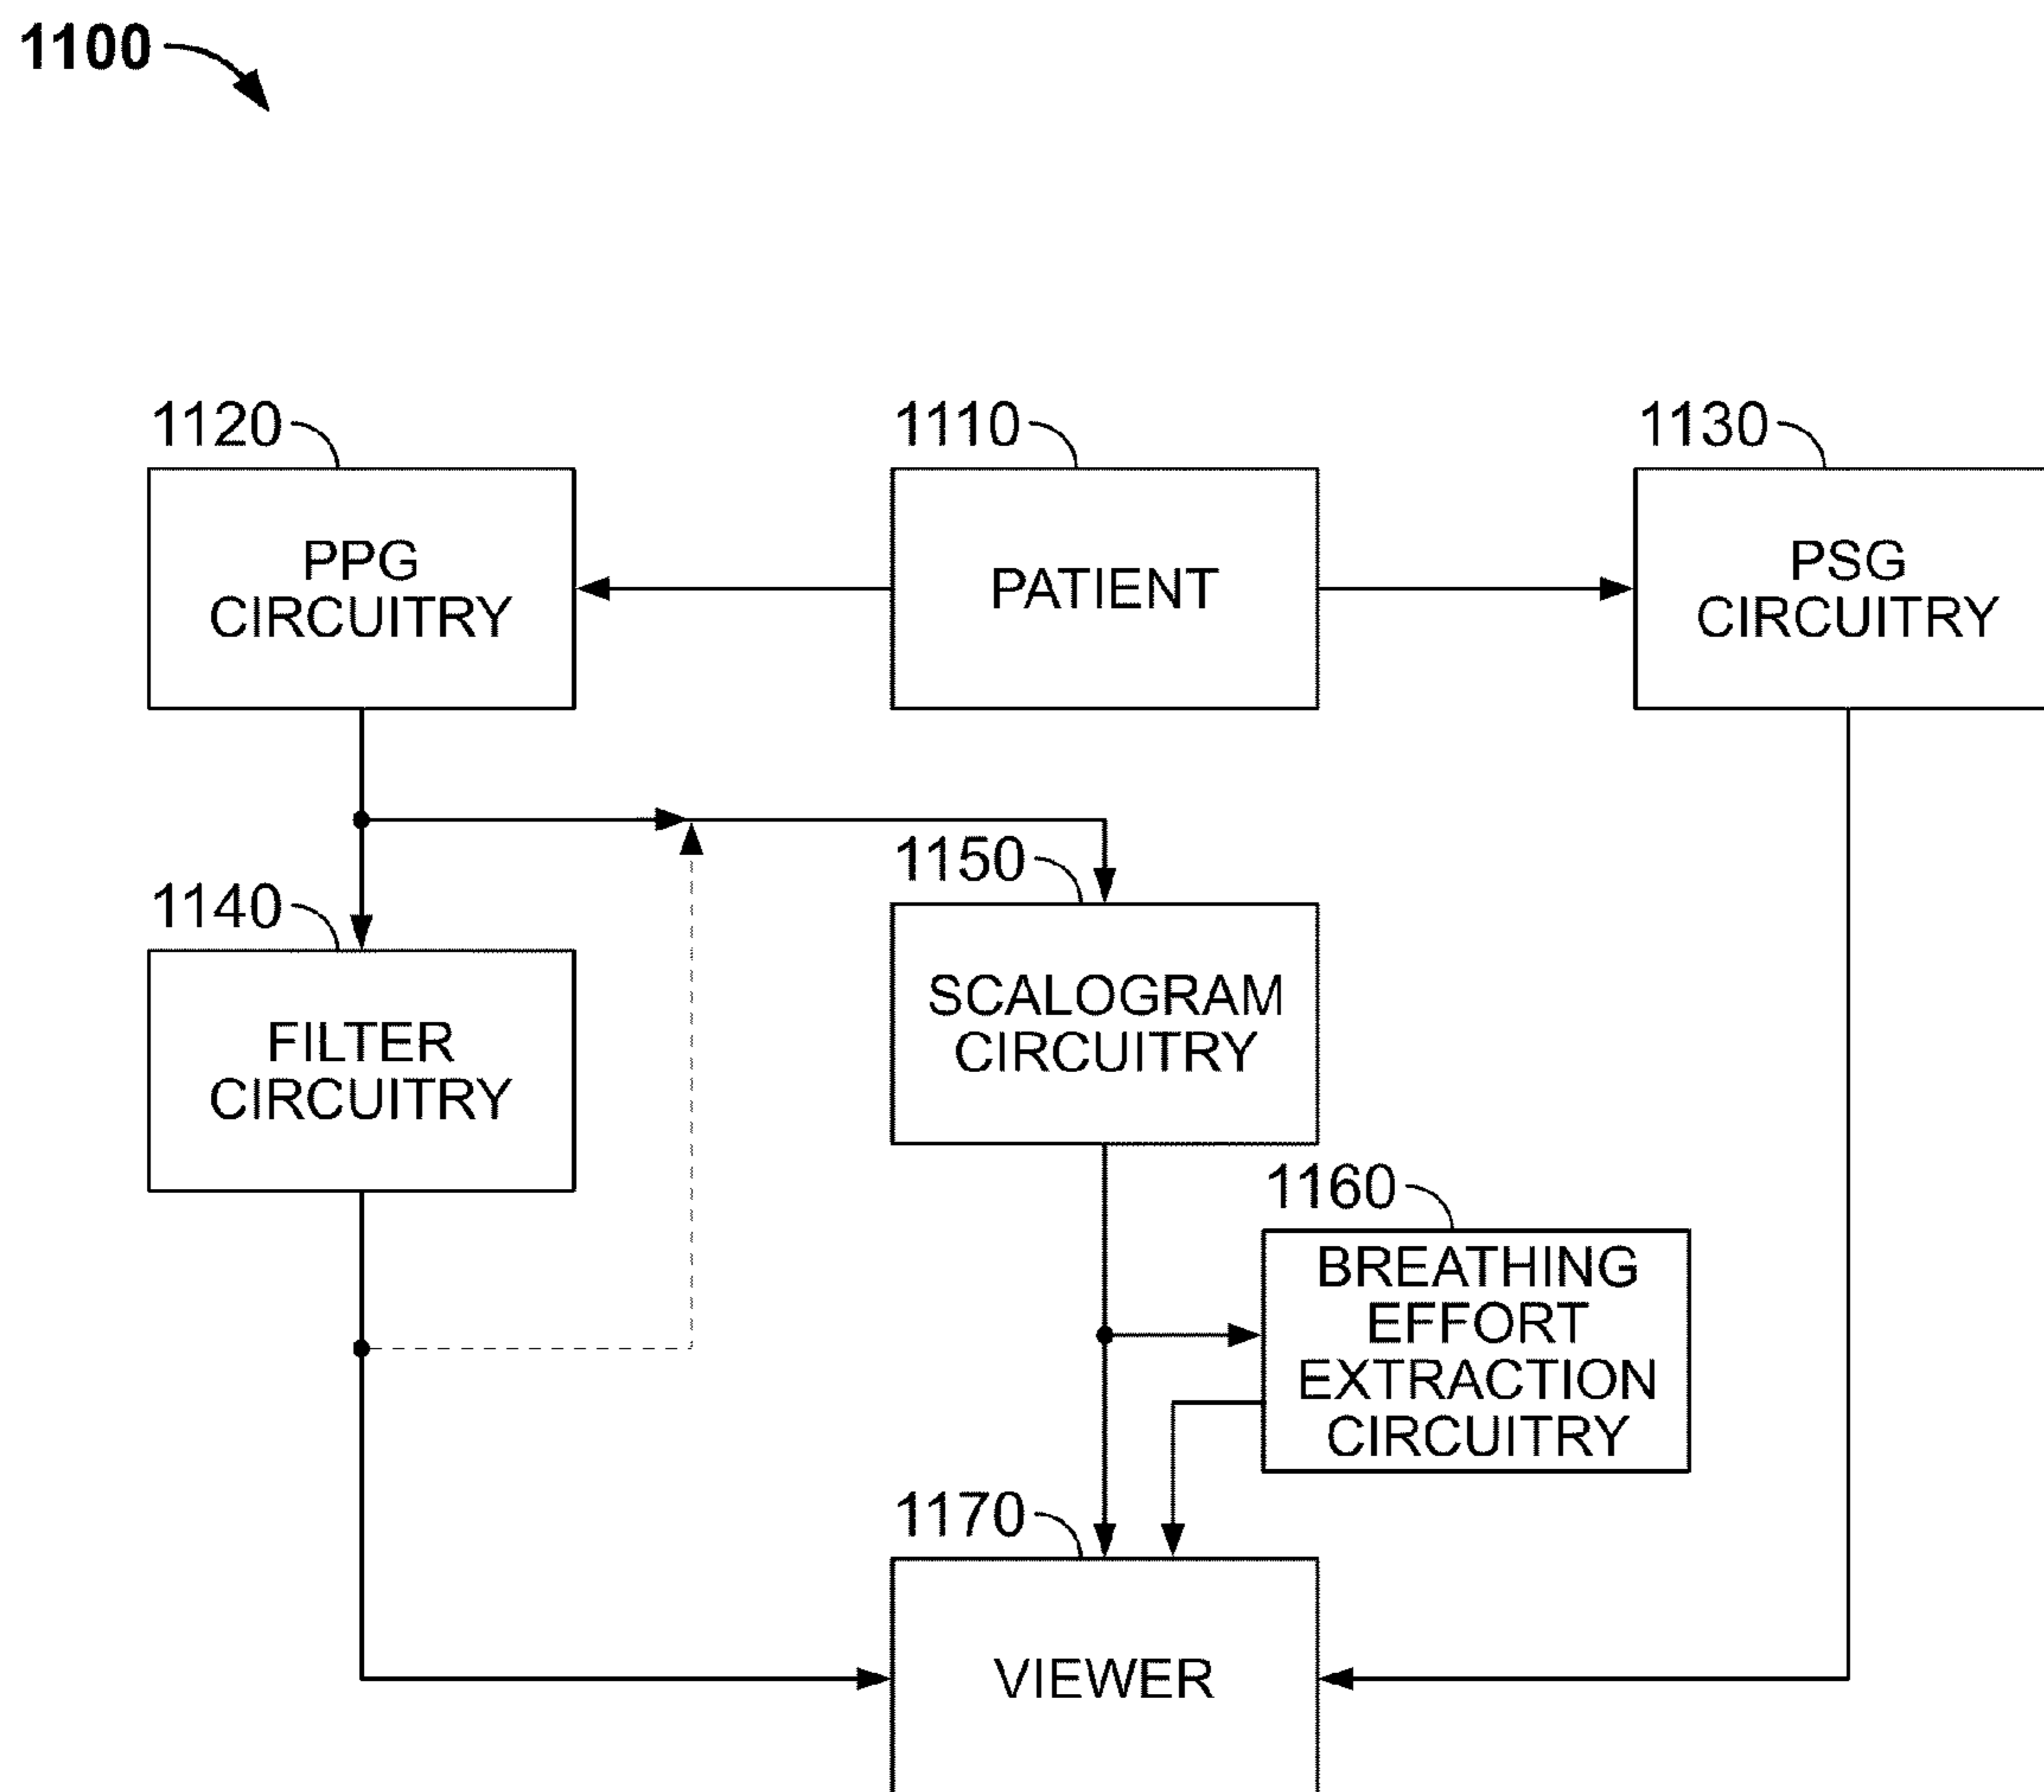 1100
1120
1110
1130
PPG
CIRCUITRY
PATIENT
PSG
CIRCUITRY
1150
1140
SCALOGRAM
CIRCUITRY
FILTER
CIRCUITRY
1160
BREATHING
EFFORT
EXTRACTION
CIRCUITRY
1170
VIEWER